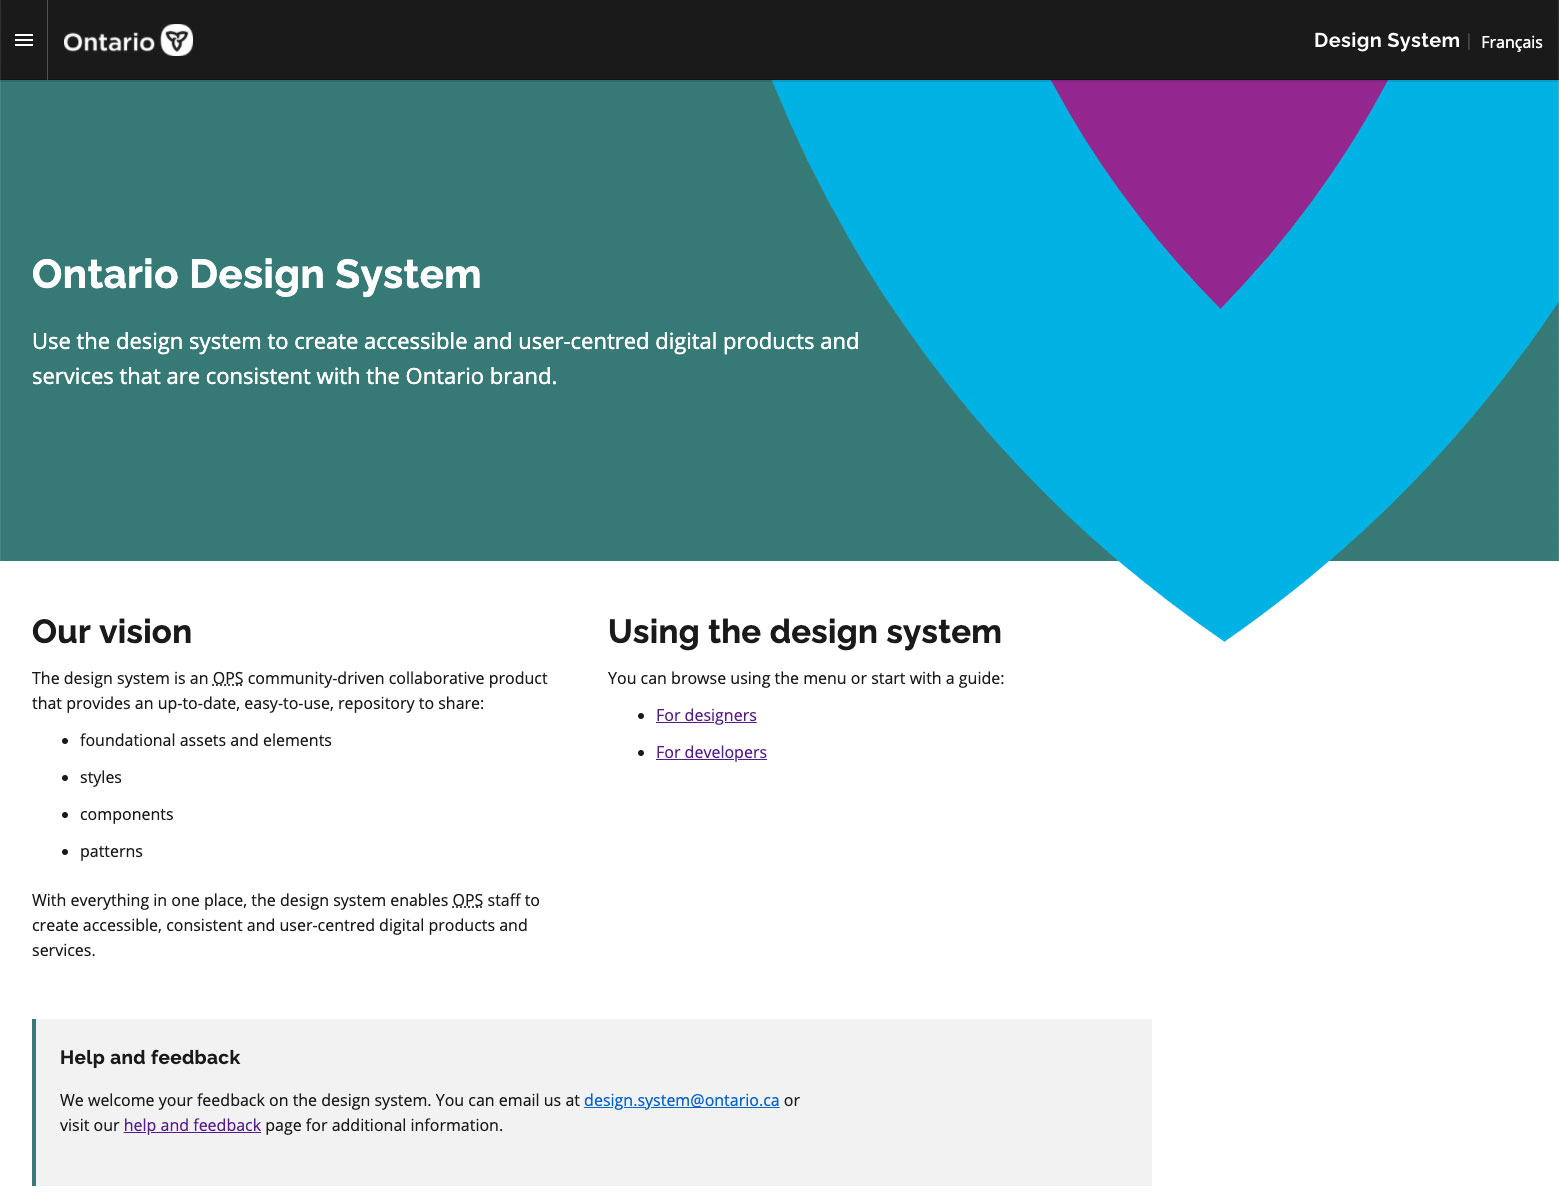 Ontario
Design System
Français
Ontario Design System
Use the design system to create accessible and user-centred digital products and
services that are consistent with the Ontario brand.
Our vision
The design system is an OPS community-driven collaborative product
that provides an up-to-date, easy-to-use, repository to share:
foundational assets and elements
styles
components
patterns
With everything in one place, the design system enables OPS staff to
create accessible, consistent and user-centred digital products and
services.
Using the design system
You can browse using the menu or start with a guide:
For designers
For developers
Help and feedback
We welcome your feedback on the design system. You can email us at design.system@ontario.ca or
visit our help and feedback page for additional information.